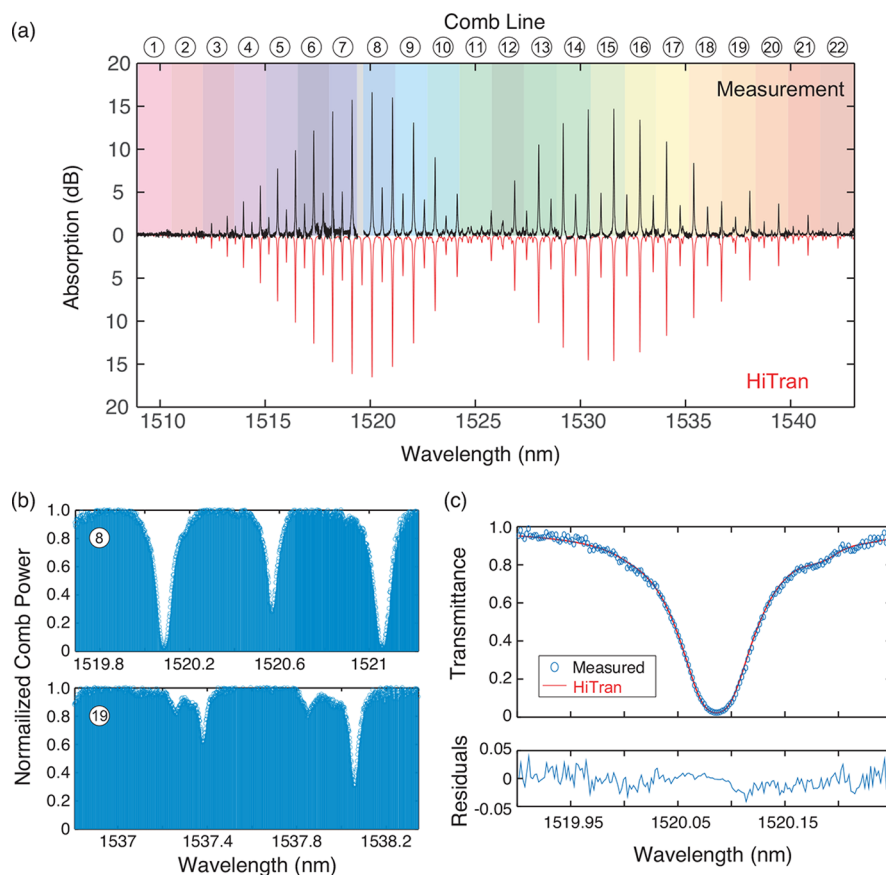 (a)
Comb Line
1 2 3 4 5 6 7 8 9 10 11 12 13 14 15 16 17 18 19 20 21 22
Measurement
Absorption (dB)
20
15
10
5
0
5
10
15
20
HiTran
1510 1515 1520 1525 1530 1535 1540
Wavelength (nm)
(b)
Normailized Comb Power
8
1.0
0.8
0.6
0.4
0.2
0
1519.8 1520.2 1520.6 1521
19
1.0
0.8
0.6
0.4
0.2
0
1537 1537.4 1537.8 1538.2
Wavelength (nm)
(c)
Transmittance
1.0
0.8
0.6
0.4
0.2
0
Measured
HiTran
Residuals
0.05
0
-0.05
1519.95 1520.05 1520.15
Wavelength (nm)